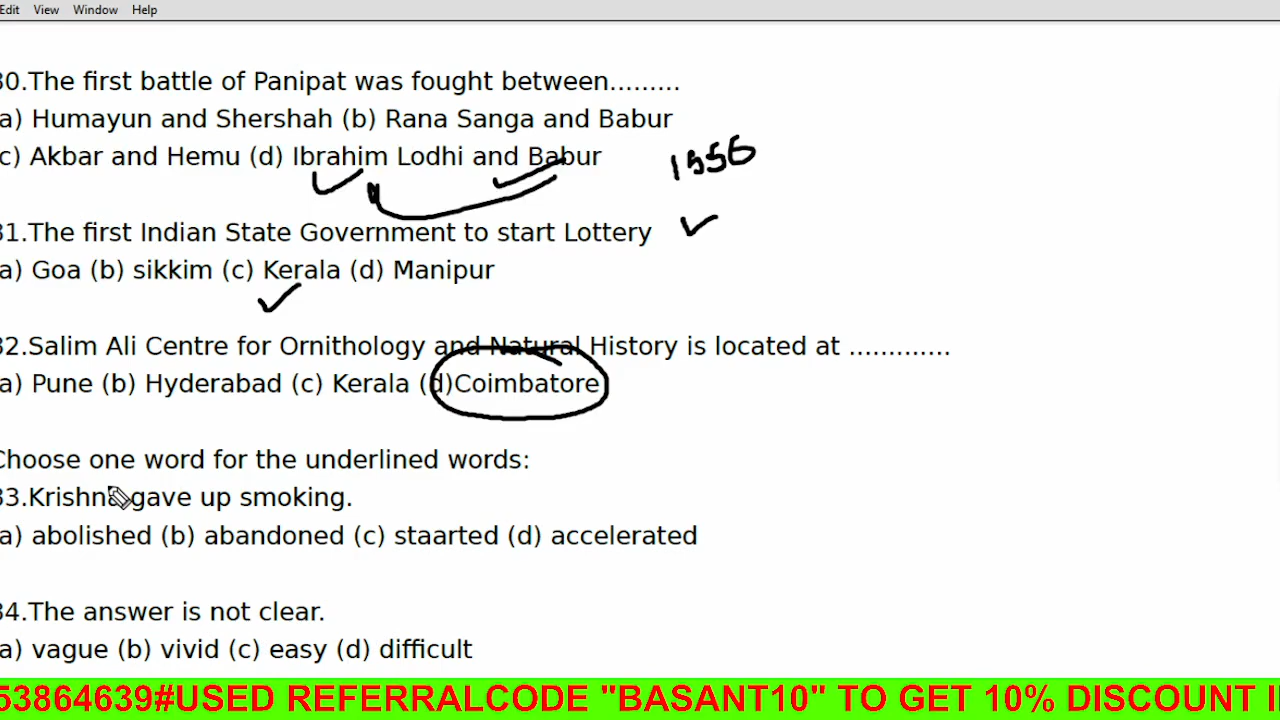 Edit View Window Help
30.The first battle of Panipat was fought between.........
a) Humayun and Shershah (b) Rana Sanga and Babur
c) Akbar and Hemu (d) Ibrahim Lodhi and Babur
1556
31.The first Indian State Government to start Lottery
a) Goa (b) sikkim (c) Kerala (d) Manipur
32.Salim Ali Centre for Ornithology and Natural History is located at .............
a) Pune (b) Hyderabad (c) Kerala (d)Coimbatore
Choose one word for the underlined words:
33.Krishna gave up smoking.
a) abolished (b) abandoned (c) staarted (d) accelerated
34.The answer is not clear.
a) vague (b) vivid (c) easy (d) difficult
53864639#USED REFERRALCODE "BASANT10" TO GET 10% DISCOUNT I